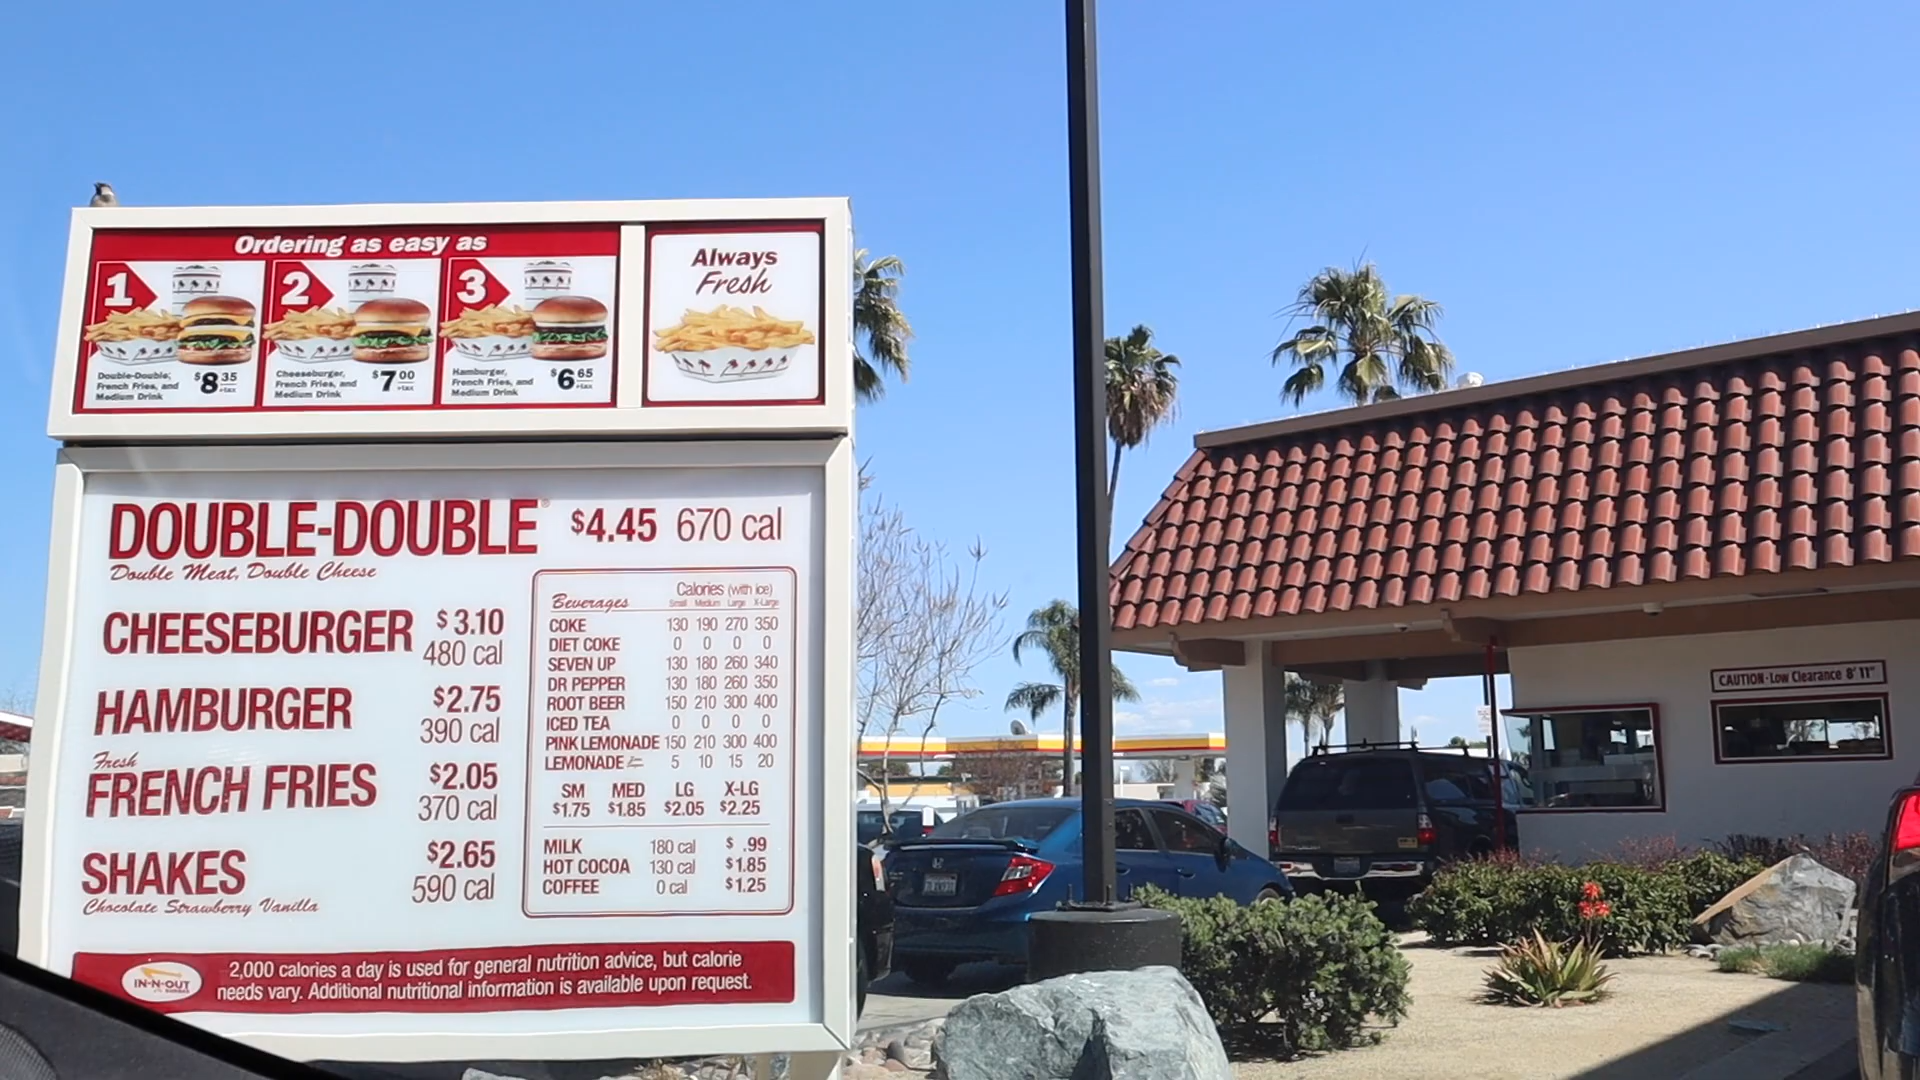 Ordering as easy as
1
Double-Double,
French Fries, and
Medium Drink
$8 35
+tax
2
Cheeseburger,
French Fries, and
Medium Drink
$7 00
+tax
3
Hamburger,
French Fries, and
Medium Drink
$6 65
+tax
Always
Fresh
DOUBLE-DOUBLE® $4.45 670 cal
Double Meat, Double Cheese
CHEESEBURGER $3.10
480 cal
HAMBURGER $2.75
390 cal
Fresh
FRENCH FRIES $2.05
370 cal
SHAKES $2.65
590 cal
Chocolate Strawberry Vanilla
Calories (with ice)
Beverages Small Medium Large X-Large
COKE 130 190 270 350
DIET COKE 0 0 0 0
SEVEN UP 130 180 260 340
DR PEPPER 130 180 260 350
ROOT BEER 150 210 300 400
ICED TEA 0 0 0 0
PINK LEMONADE 150 210 300 400
LEMONADE 5 10 15 20
SM MED LG X-LG
$1.75 $1.85 $2.05 $2.25
MILK 180 cal $ .99
HOT COCOA 130 cal $1.85
COFFEE 0 cal $1.25
IN-N-OUT
BURGER
2,000 calories a day is used for general nutrition advice, but calorie
needs vary. Additional nutritional information is available upon request.
CAUTION-Low Clearance 8' 11"